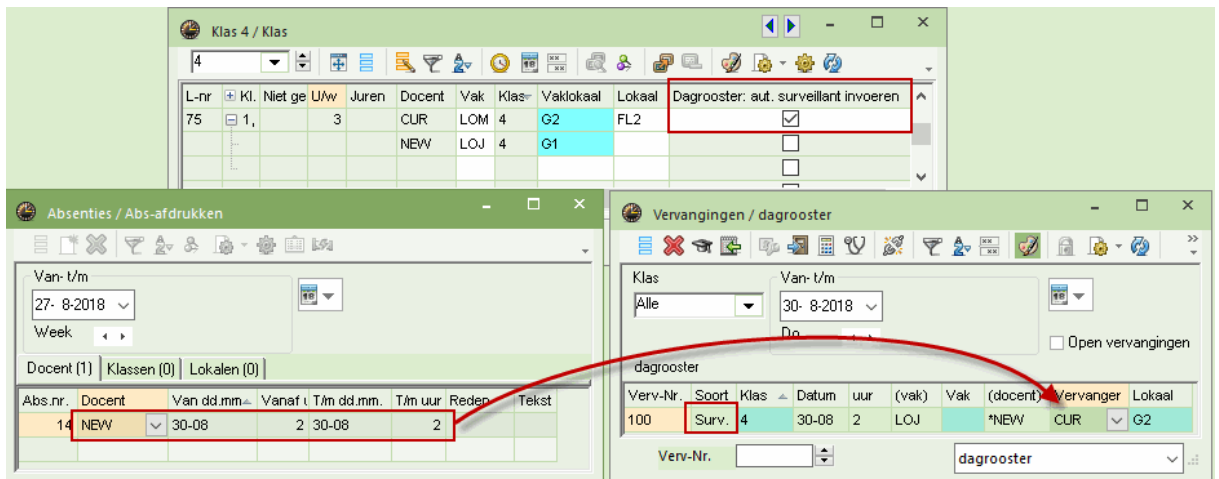 Klas 4 / Klas
4
L-nr Kl. Niet ge U/w Juren Docent Vak Klas Vaklokaal Lokaal Dagrooster: aut. surveillant invoeren
75 1, 3 CUR LOM 4 G2 FL2
NEW LOJ 4 G1
Absenties / Abs-afdrukken
Van- t/m
27- 8-2018
Week
Docent (1) Klassen (0) Lokalen (0)
Abs.nr. Docent Van dd.mm Vanaf u T/m dd.mm. T/m uur Reden Tekst
14 NEW 30-08 2 30-08 2
Vervangingen / dagrooster
Klas Van- t/m
Alle 30- 8-2018
Do
Open vervangingen
dagrooster
Verv-Nr. Soort Klas Datum uur (vak) Vak (docent) Vervanger Lokaal
100 Surv. 4 30-08 2 LOJ *NEW CUR G2
Verv-Nr. dagrooster